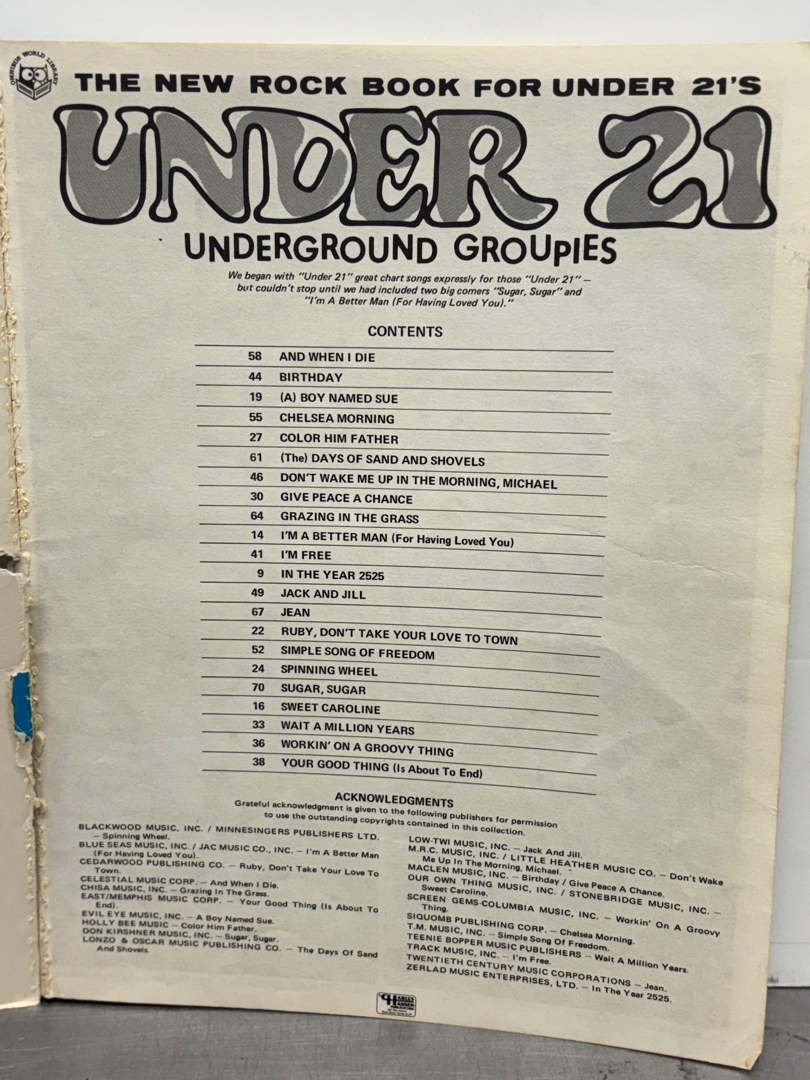 OMNIBUS WORLD LIBRARY
THE NEW ROCK BOOK FOR UNDER 21'S
UNDER 21
UNDERGROUND GROUPIES
We began with "Under 21" great chart songs expressly for those "Under 21" —
but couldn't stop until we had included two big comers "Sugar, Sugar" and
"I'm A Better Man (For Having Loved You)."
CONTENTS
58 AND WHEN I DIE
44 BIRTHDAY
19 (A) BOY NAMED SUE
55 CHELSEA MORNING
27 COLOR HIM FATHER
61 (The) DAYS OF SAND AND SHOVELS
46 DON'T WAKE ME UP IN THE MORNING, MICHAEL
30 GIVE PEACE A CHANCE
64 GRAZING IN THE GRASS
14 I'M A BETTER MAN (For Having Loved You)
41 I'M FREE
9 IN THE YEAR 2525
49 JACK AND JILL
67 JEAN
22 RUBY, DON'T TAKE YOUR LOVE TO TOWN
52 SIMPLE SONG OF FREEDOM
24 SPINNING WHEEL
70 SUGAR, SUGAR
16 SWEET CAROLINE
33 WAIT A MILLION YEARS
36 WORKIN' ON A GROOVY THING
38 YOUR GOOD THING (Is About To End)
ACKNOWLEDGMENTS
Grateful acknowledgment is given to the following publishers for permission
to use the outstanding copyrights contained in this collection.
BLACKWOOD MUSIC, INC. / MINNESINGERS PUBLISHERS LTD.
— Spinning Wheel.
BLUE SEAS MUSIC, INC. / JAC MUSIC CO., INC. — I'm A Better Man
(For Having Loved You).
CEDARWOOD PUBLISHING CO. — Ruby, Don't Take Your Love To
Town.
CELESTIAL MUSIC CORP. — And When I Die.
CHISA MUSIC, INC. — Grazing In The Grass.
EAST/MEMPHIS MUSIC CORP. — Your Good Thing (Is About To
End).
EVIL EYE MUSIC, INC. — A Boy Named Sue.
HOLLY BEE MUSIC — Color Him Father.
DON KIRSHNER MUSIC, INC. — Sugar, Sugar.
LONZO & OSCAR MUSIC PUBLISHING CO. — The Days Of Sand
And Shovels.
LOW-TWI MUSIC, INC. — Jack And Jill.
M.R.C. MUSIC, INC. / LITTLE HEATHER MUSIC CO. — Don't Wake
Me Up In The Morning, Michael.
MACLEN MUSIC, INC. — Birthday / Give Peace A Chance.
OUR OWN THING MUSIC, INC. / STONEBRIDGE MUSIC, INC. —
Sweet Caroline.
SCREEN GEMS-COLUMBIA MUSIC, INC. — Workin' On A Groovy
Thing.
SIQUOMB PUBLISHING CORP. — Chelsea Morning.
T.M. MUSIC, INC. — Simple Song Of Freedom.
TEENIE BOPPER MUSIC PUBLISHERS — Wait A Million Years.
TRACK MUSIC, INC. — I'm Free.
TWENTIETH CENTURY MUSIC CORPORATIONS — Jean.
ZERLAD MUSIC ENTERPRISES, LTD. — In The Year 2525.
CHARLES
HANSEN